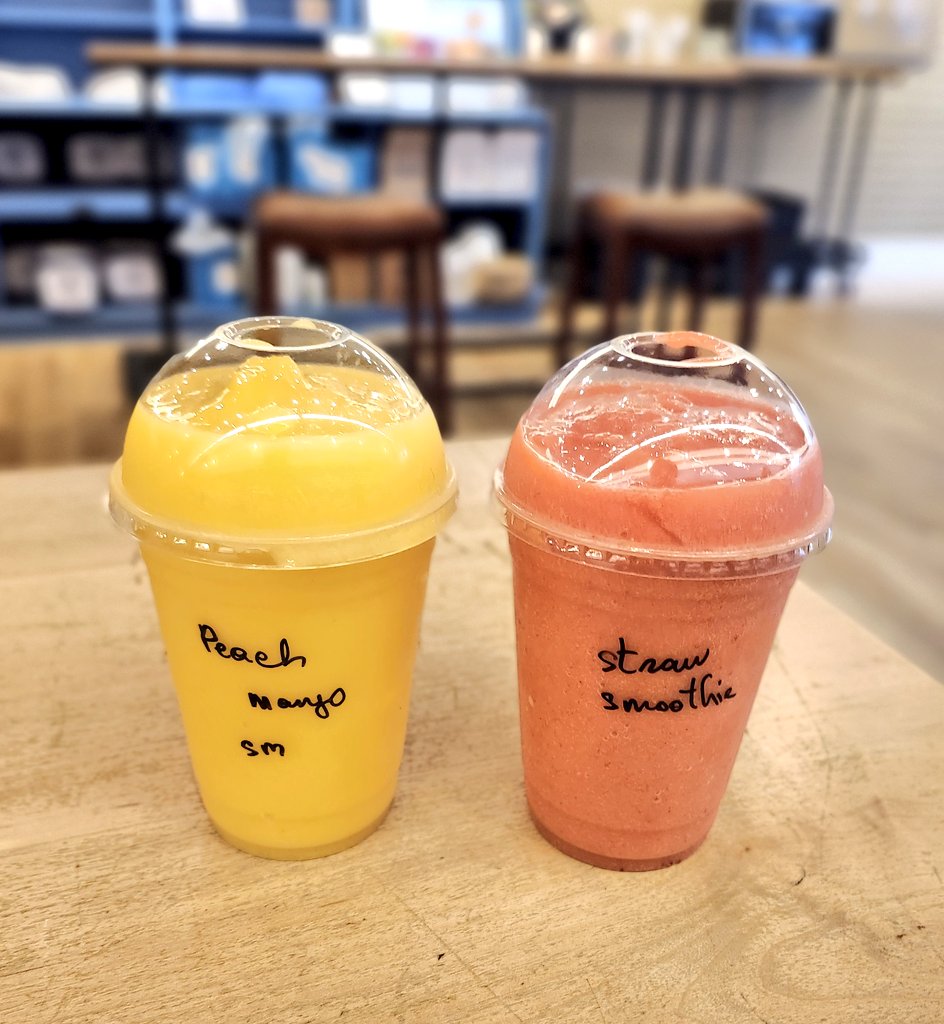 Peach
mango
sm
straw
smoothie